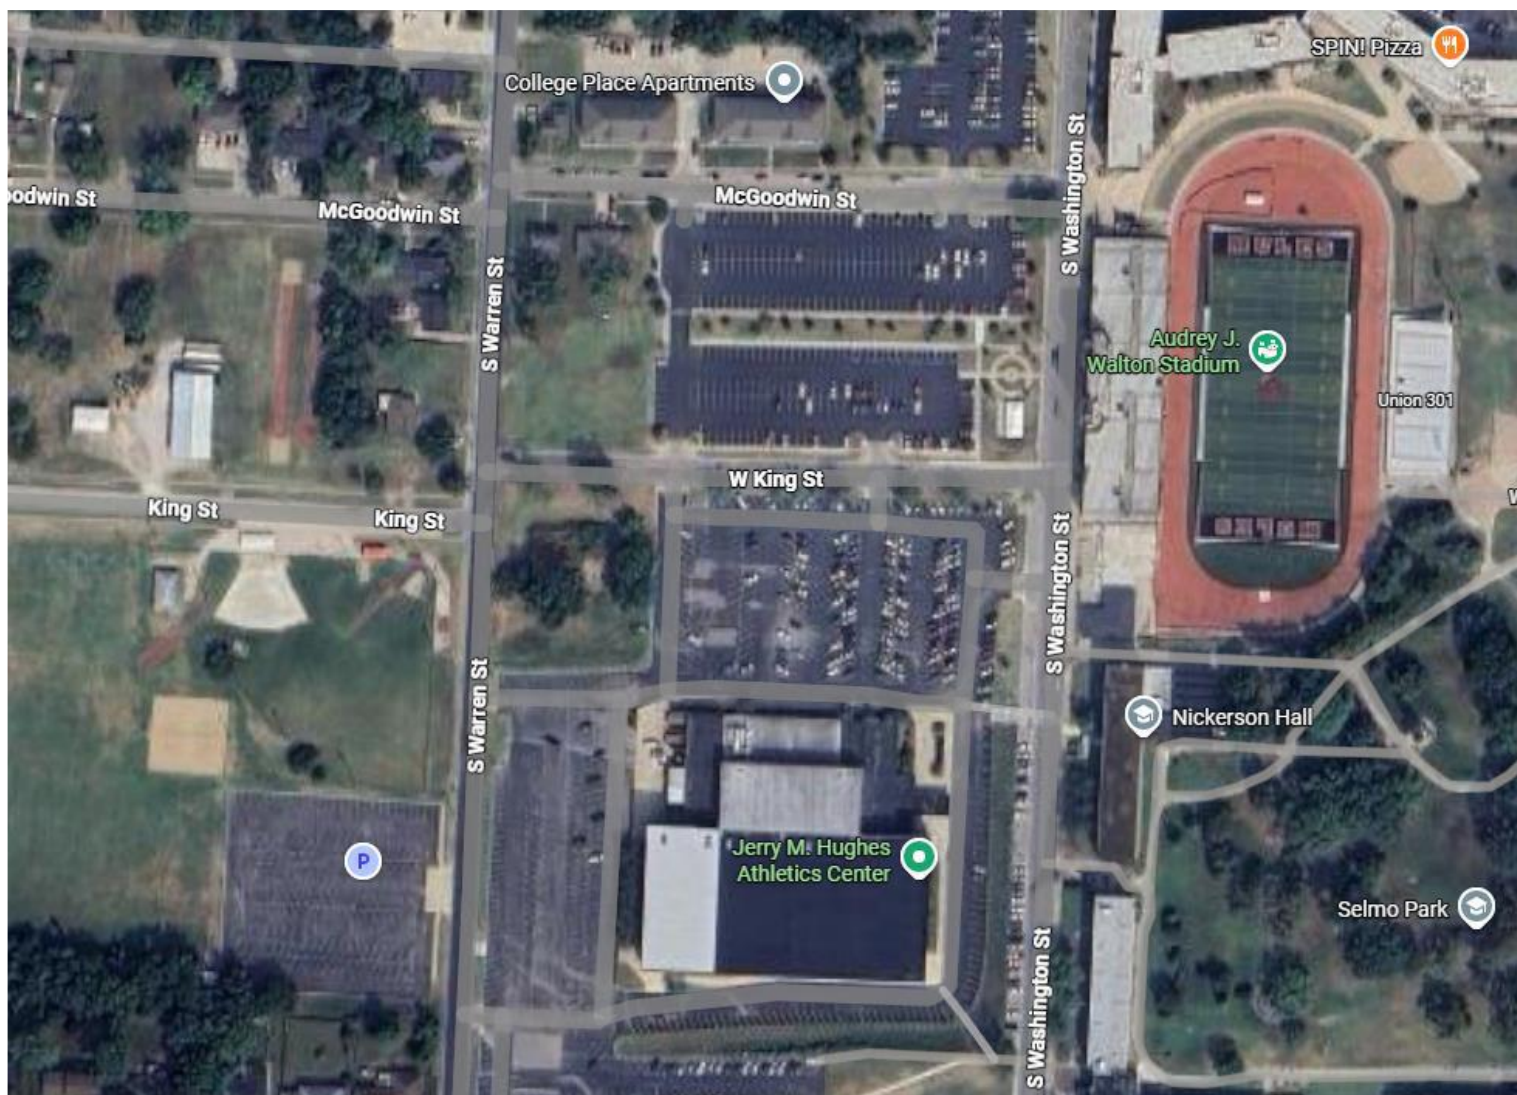 SPIN! Pizza
College Place Apartments
S Washington St
McGoodwin St
McGoodwin St
oodwin St
S Warren St
Audrey J.
Walton Stadium
Union 301
W King St
King St
King St
W
S Washington St
S Warren St
Nickerson Hall
Jerry M. Hughes
Athletics Center
P
Selmo Park
S Washington St